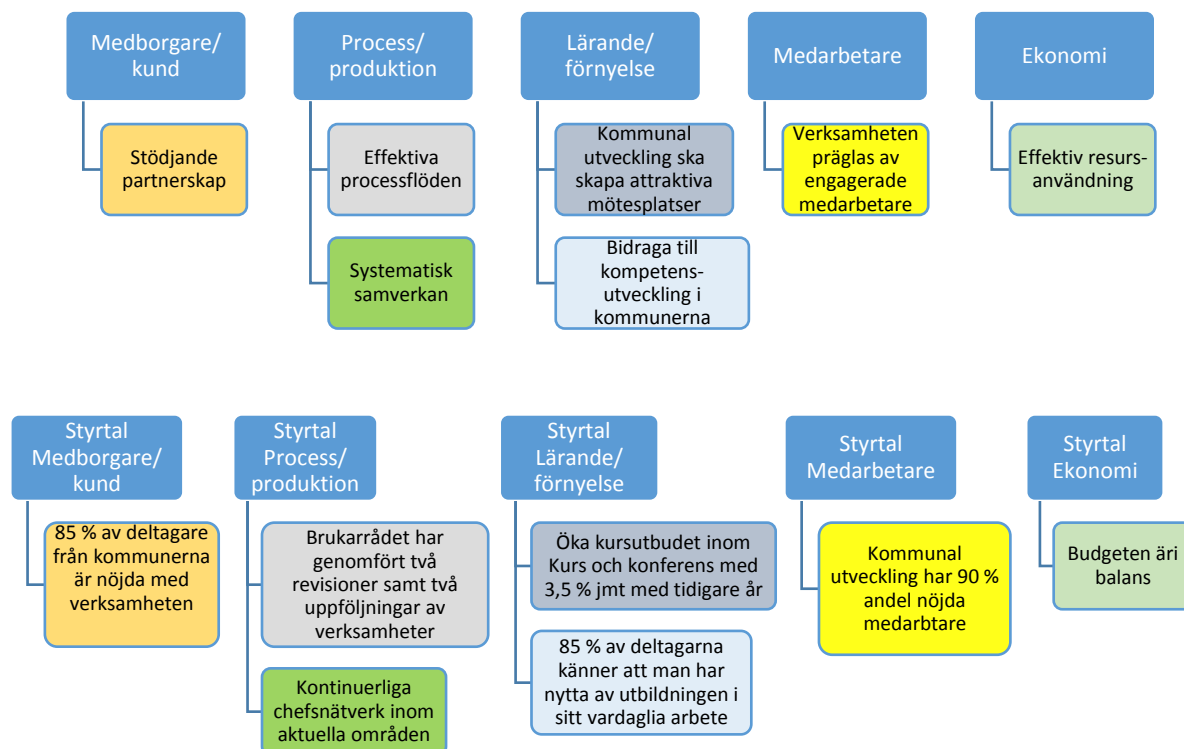 Medborgare/
kund
Process/
produktion
Lärande/
förnyelse
Medarbetare
Ekonomi
Stödjande
partnerskap
Effektiva
processflöden
Kommunal
utveckling ska
skapa attraktiva
mötesplatser
Verksamheten
präglas av
engagerade
medarbetare
Effektiv resurs-
användning
Systematisk
samverkan
Bidraga till
kompetens-
utveckling i
kommunerna
Styrtal
Medborgare/
kund
Styrtal
Process/
produktion
Styrtal
Lärande/
förnyelse
Styrtal
Medarbetare
Styrtal
Ekonomi
85 % av deltagare
från kommunerna
är nöjda med
verksamheten
Brukarrådet har
genomfört två
revisioner samt två
uppföljningar av
verksamheter
Öka kursutbudet inom
Kurs och konferens med
3,5 % jmt med tidigare år
Kommunal
utveckling har 90 %
andel nöjda
medarbtare
Budgeten äri
balans
Kontinuerliga
chefsnätverk inom
aktuella områden
85 % av deltagarna
känner att man har
nytta av utbildningen i
sitt vardaglia arbete